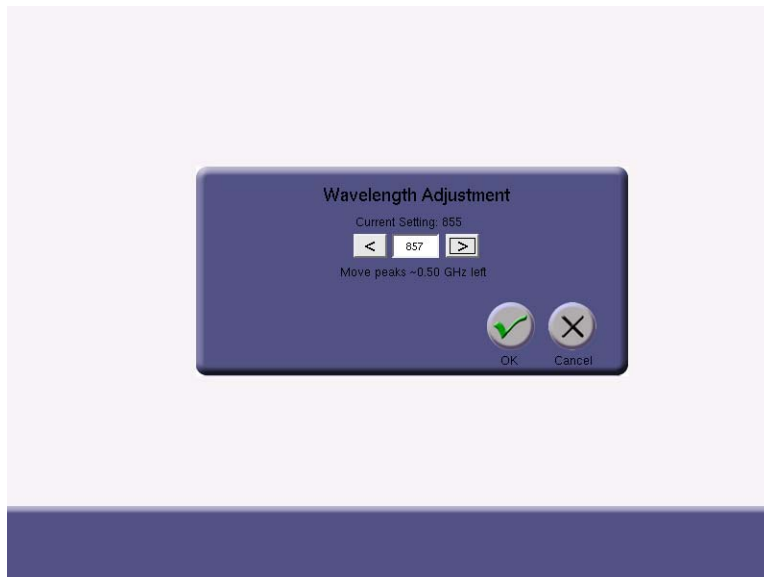 Wavelength Adjustment
Current Setting: 855
< 857 >
Move peaks ~0.50 GHz left
OK Cancel